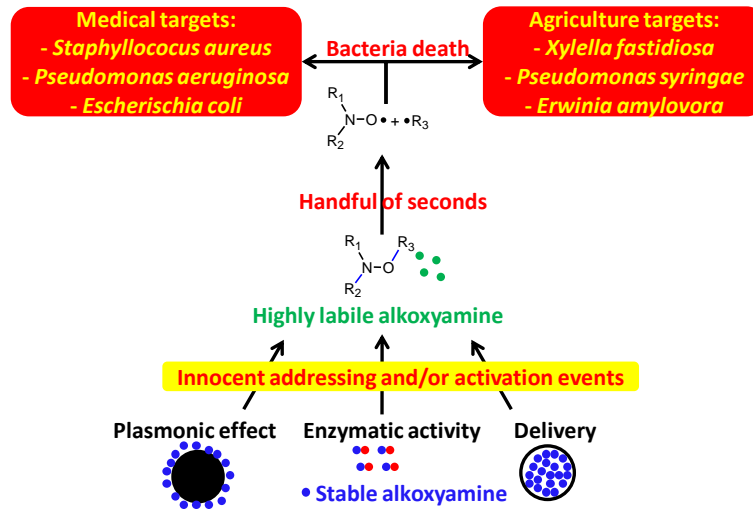 Medical targets:
- Staphyllococus aureus
- Pseudomonas aeruginosa
- Escherischia coli
Bacteria death
Agriculture targets:
- Xylella fastidiosa
- Pseudomonas syringae
- Erwinia amylovora
R1
N–O• + •R3
R2
Handful of seconds
R1 R3
N–O
R2
Highly labile alkoxyamine
Innocent addressing and/or activation events
Plasmonic effect Enzymatic activity Delivery
• Stable alkoxyamine